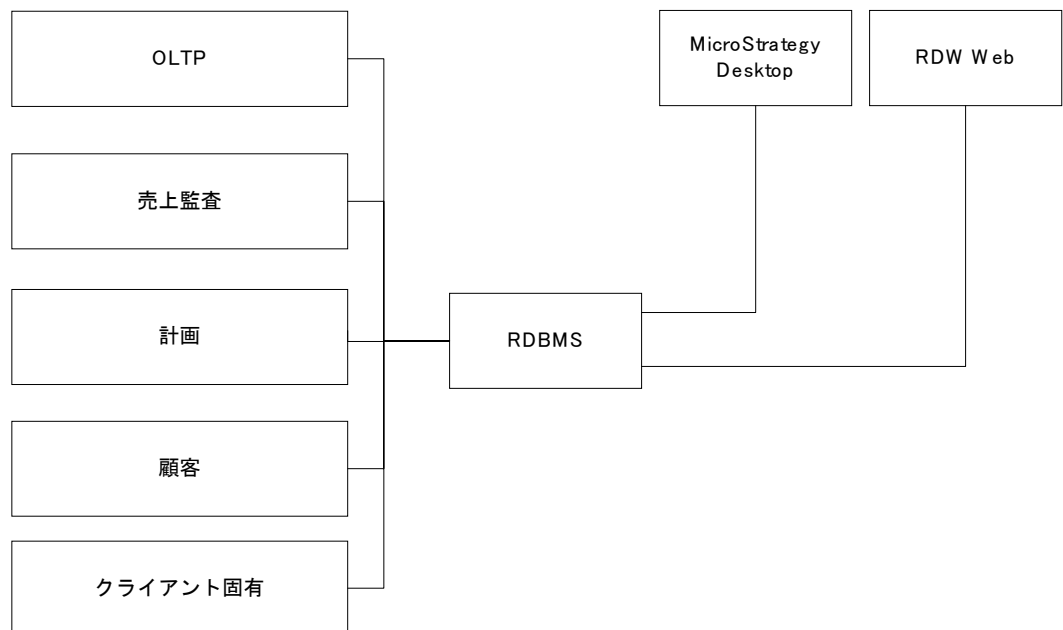 OLTP
MicroStrategy
Desktop
RDW Web
売上監査
計画
RDBMS
顧客
クライアント固有